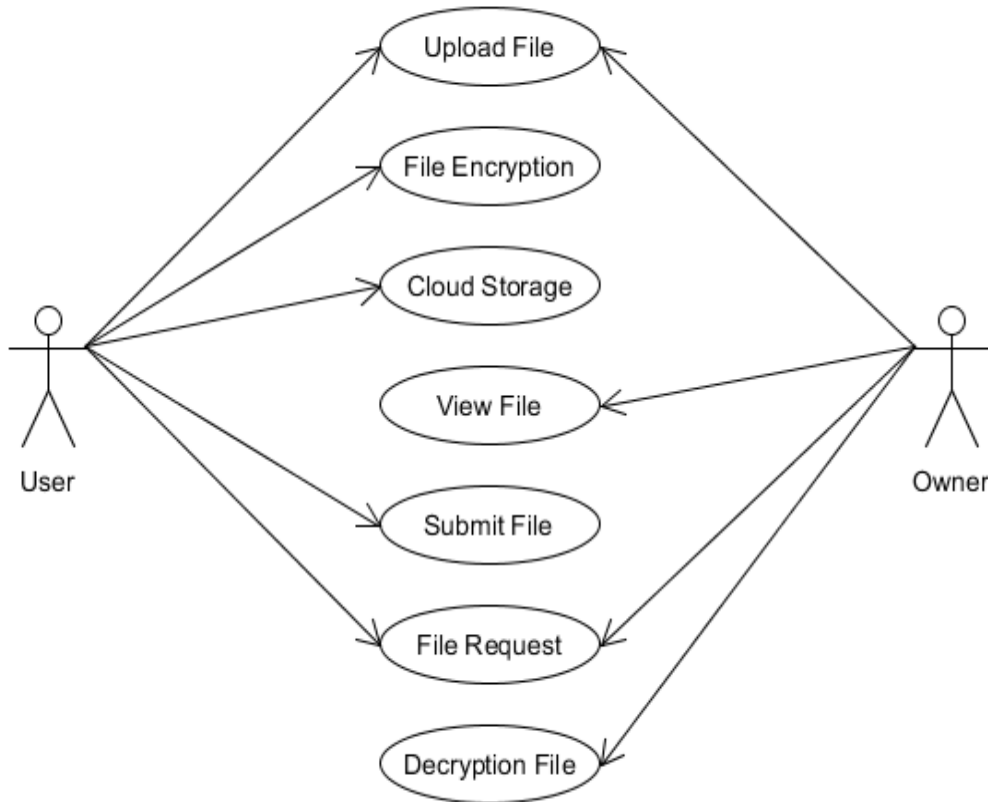 Upload File
File Encryption
Cloud Storage
View File
User
Owner
Submit File
File Request
Decryption File